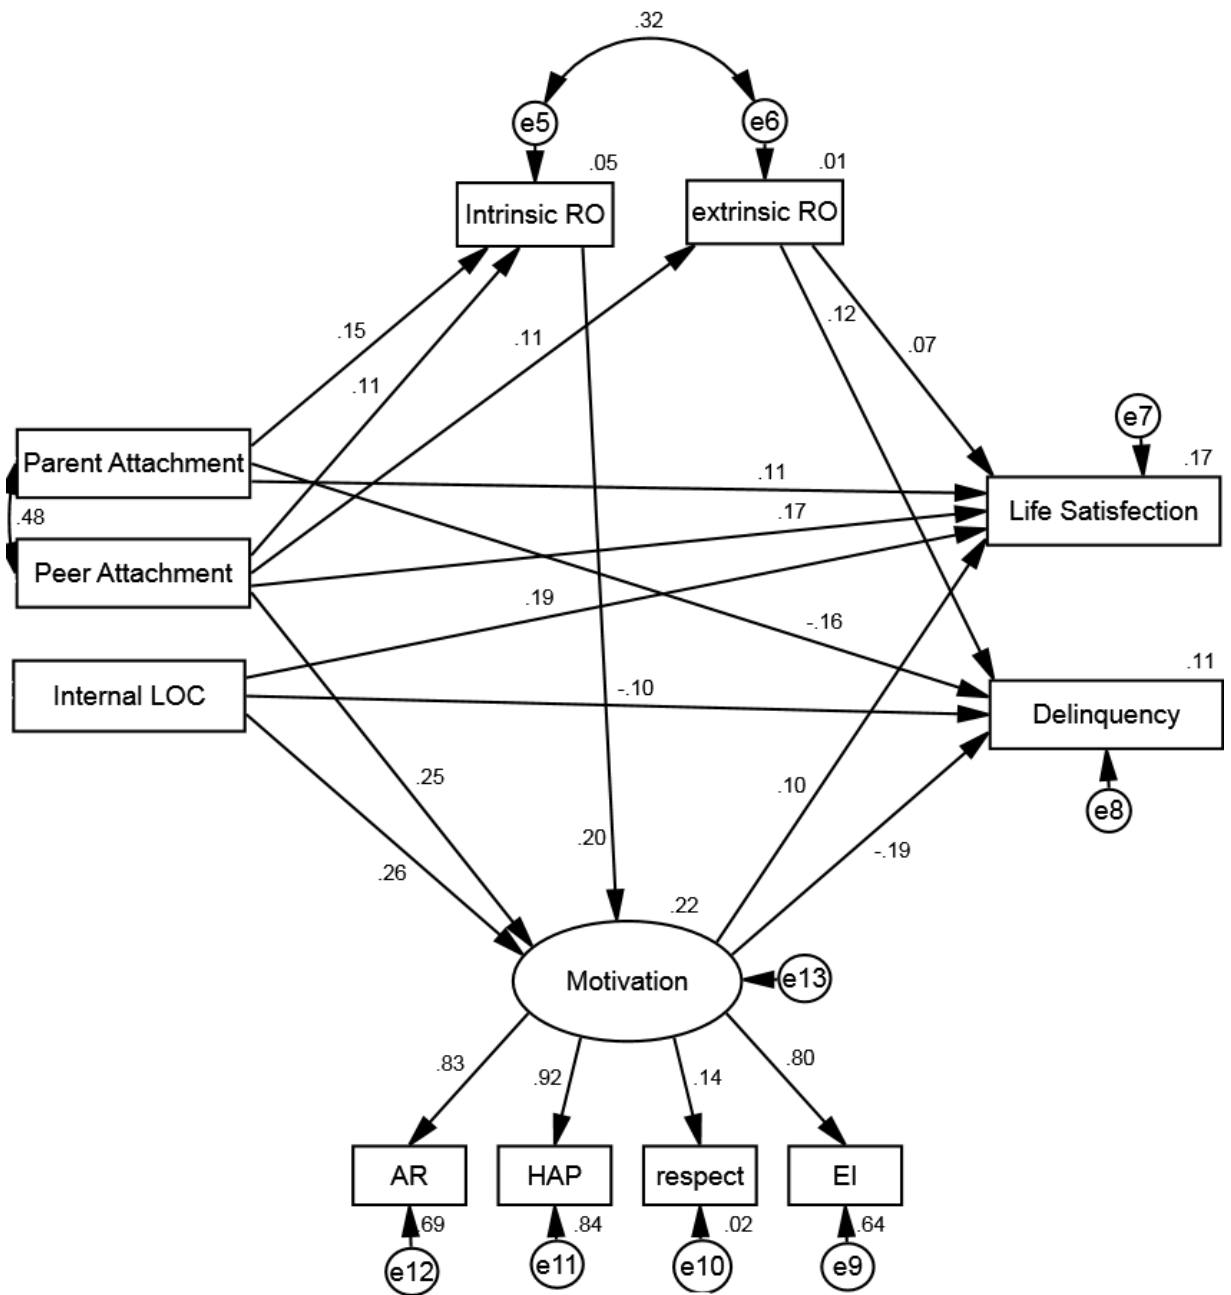 .32
e5
e6
.05
.01
Intrinsic RO
extrinsic RO
.15
.11
.11
.12
.07
e7
.17
Parent Attachment
.11
Life Satisfection
.48
.17
Peer Attachment
.19
-.16
.11
Internal LOC
-.10
Delinquency
.25
.10
e8
.26
.20
-.19
.22
Motivation
e13
.83
.92
.14
.80
AR
HAP
respect
EI
.69
.84
.02
.64
e12
e11
e10
e9